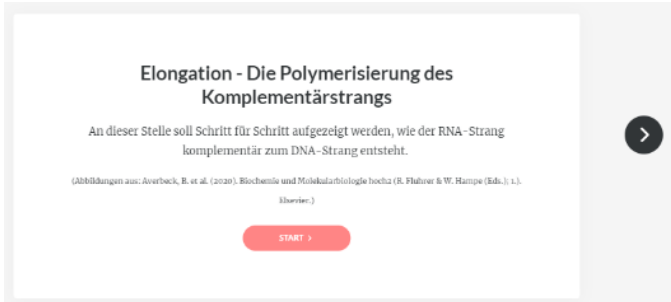 Elongation - Die Polymerisierung des
Komplementärstrangs
An dieser Stelle soll Schritt für Schritt aufgezeigt werden, wie der RNA-Strang
komplementär zum DNA-Strang entsteht.
(Abbildungen aus: Averbeck, B. et al. (2020). Biochemie und Molekularbiologie hoch2 (R. Fluhrer & W. Hampe (Eds.); 1.).
Elsevier.)
START >